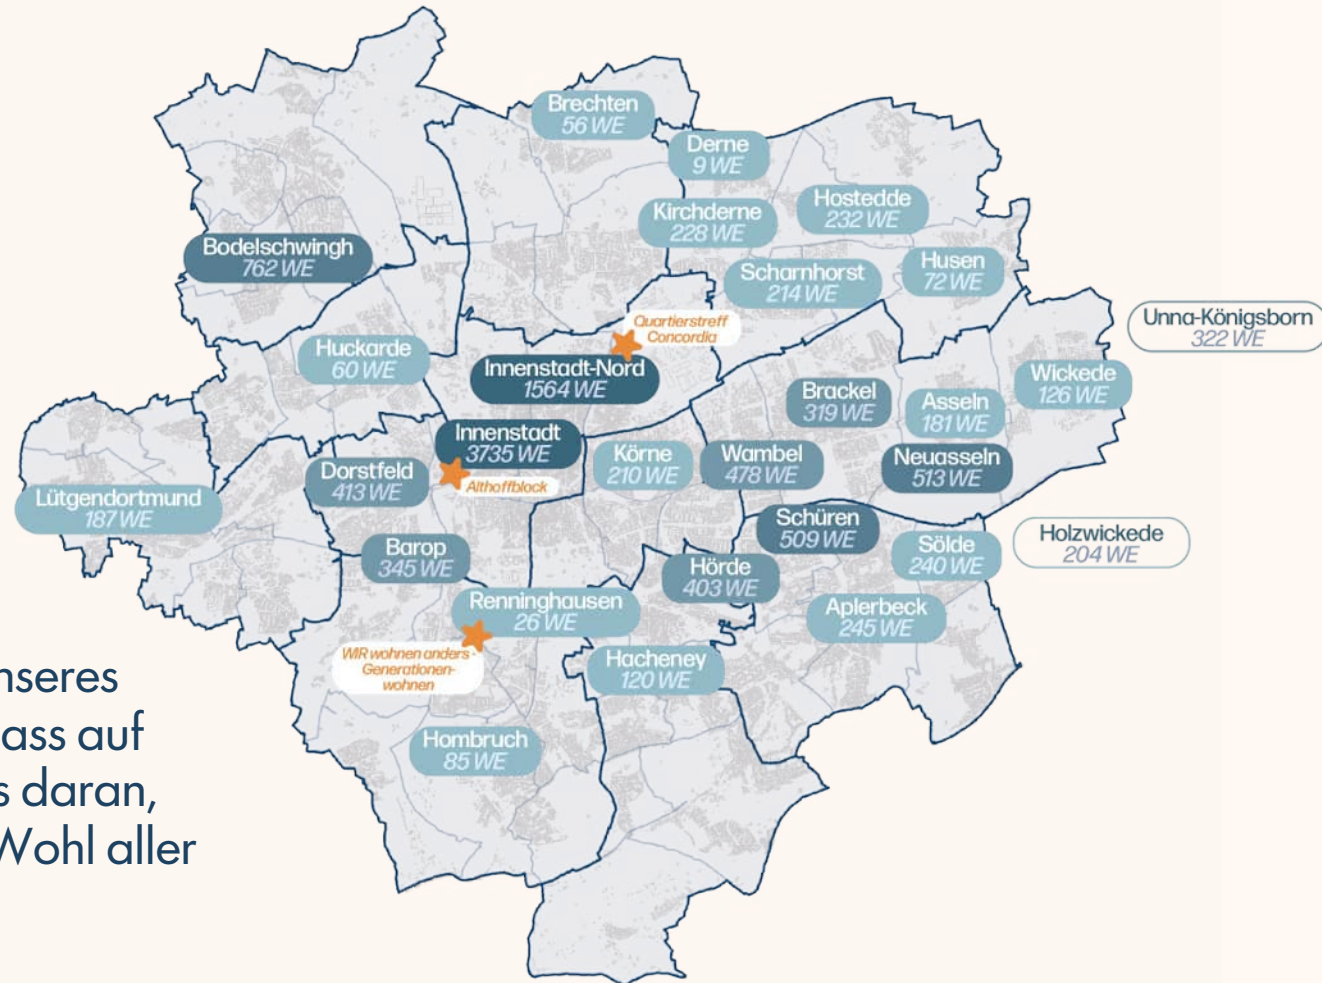 Brechten
56 WE
Derne
9 WE
Hostedde
232 WE
Kirchderne
228 WE
Bodelschwingh
762 WE
Husen
72 WE
Scharnhorst
214 WE
Unna-Königsborn
322 WE
Quartierstreff
Concordia
Huckarde
60 WE
Innenstadt-Nord
1564 WE
Wickede
126 WE
Brackel
319 WE
Asseln
181 WE
Innenstadt
3735 WE
Körne
210 WE
Wambel
478 WE
Neuasseln
513 WE
Dorstfeld
413 WE
Althoffblock
Lütgendortmund
187 WE
Schüren
509 WE
Holzwickede
204 WE
Sölde
240 WE
Barop
345 WE
Hörde
403 WE
Renninghausen
26 WE
Aplerbeck
245 WE
WIR wohnen anders -
Generationen-
wohnen
Hacheney
120 WE
Hombruch
85 WE
nseres
ass auf
s daran,
Wohl aller